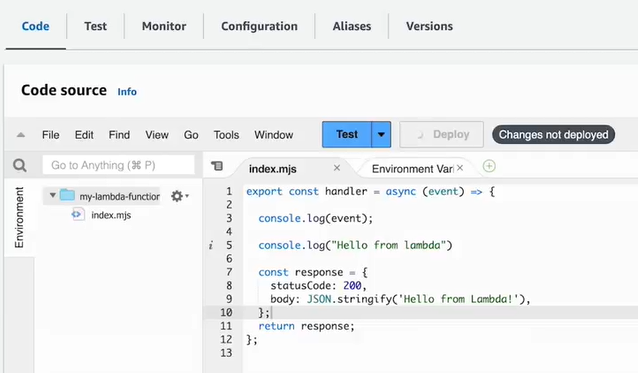 Code Test Monitor Configuration Aliases Versions
Code source Info
File Edit Find View Go Tools Window Test Deploy Changes not deployed
Go to Anything (⌘ P) index.mjs × Environment Vari ×
Environment
my-lambda-function
index.mjs
1 export const handler = async (event) => {
2
3 console.log(event);
4
i 5 console.log("Hello from lambda")
6
7 const response = {
8 statusCode: 200,
9 body: JSON.stringify('Hello from Lambda!'),
10 };
11 return response;
12 };
13